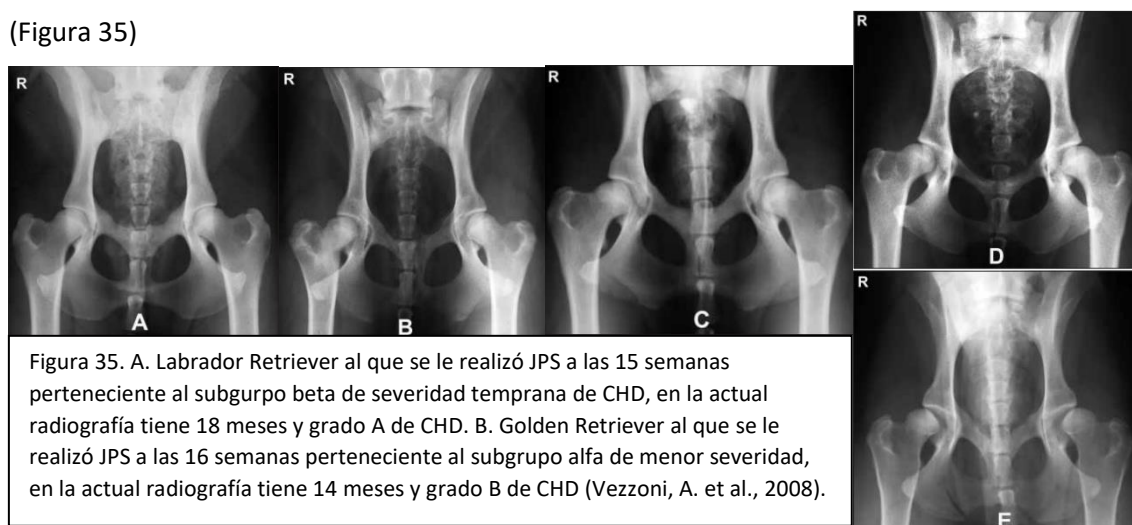 (Figura 35)
R
R
R
R
A
B
C
D
R
E
Figura 35. A. Labrador Retriever al que se le realizó JPS a las 15 semanas
perteneciente al subgurpo beta de severidad temprana de CHD, en la actual
radiografía tiene 18 meses y grado A de CHD. B. Golden Retriever al que se le
realizó JPS a las 16 semanas perteneciente al subgrupo alfa de menor severidad,
en la actual radiografía tiene 14 meses y grado B de CHD (Vezzoni, A. et al., 2008).